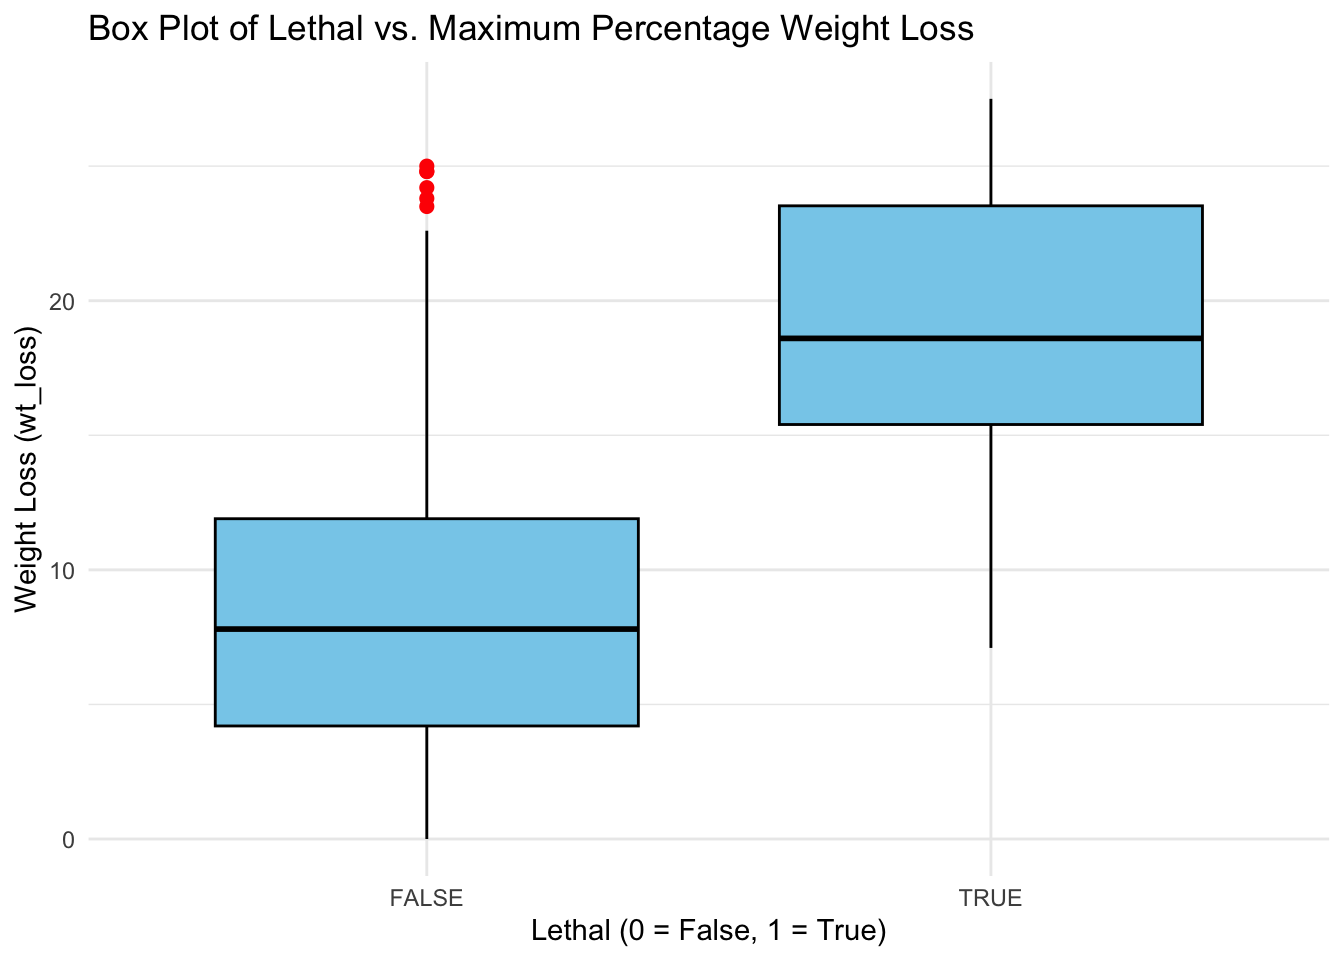 Box Plot of Lethal vs. Maximum Percentage Weight Loss
Weight Loss (wt_loss)
20
10
0
FALSE
TRUE
Lethal (0 = False, 1 = True)